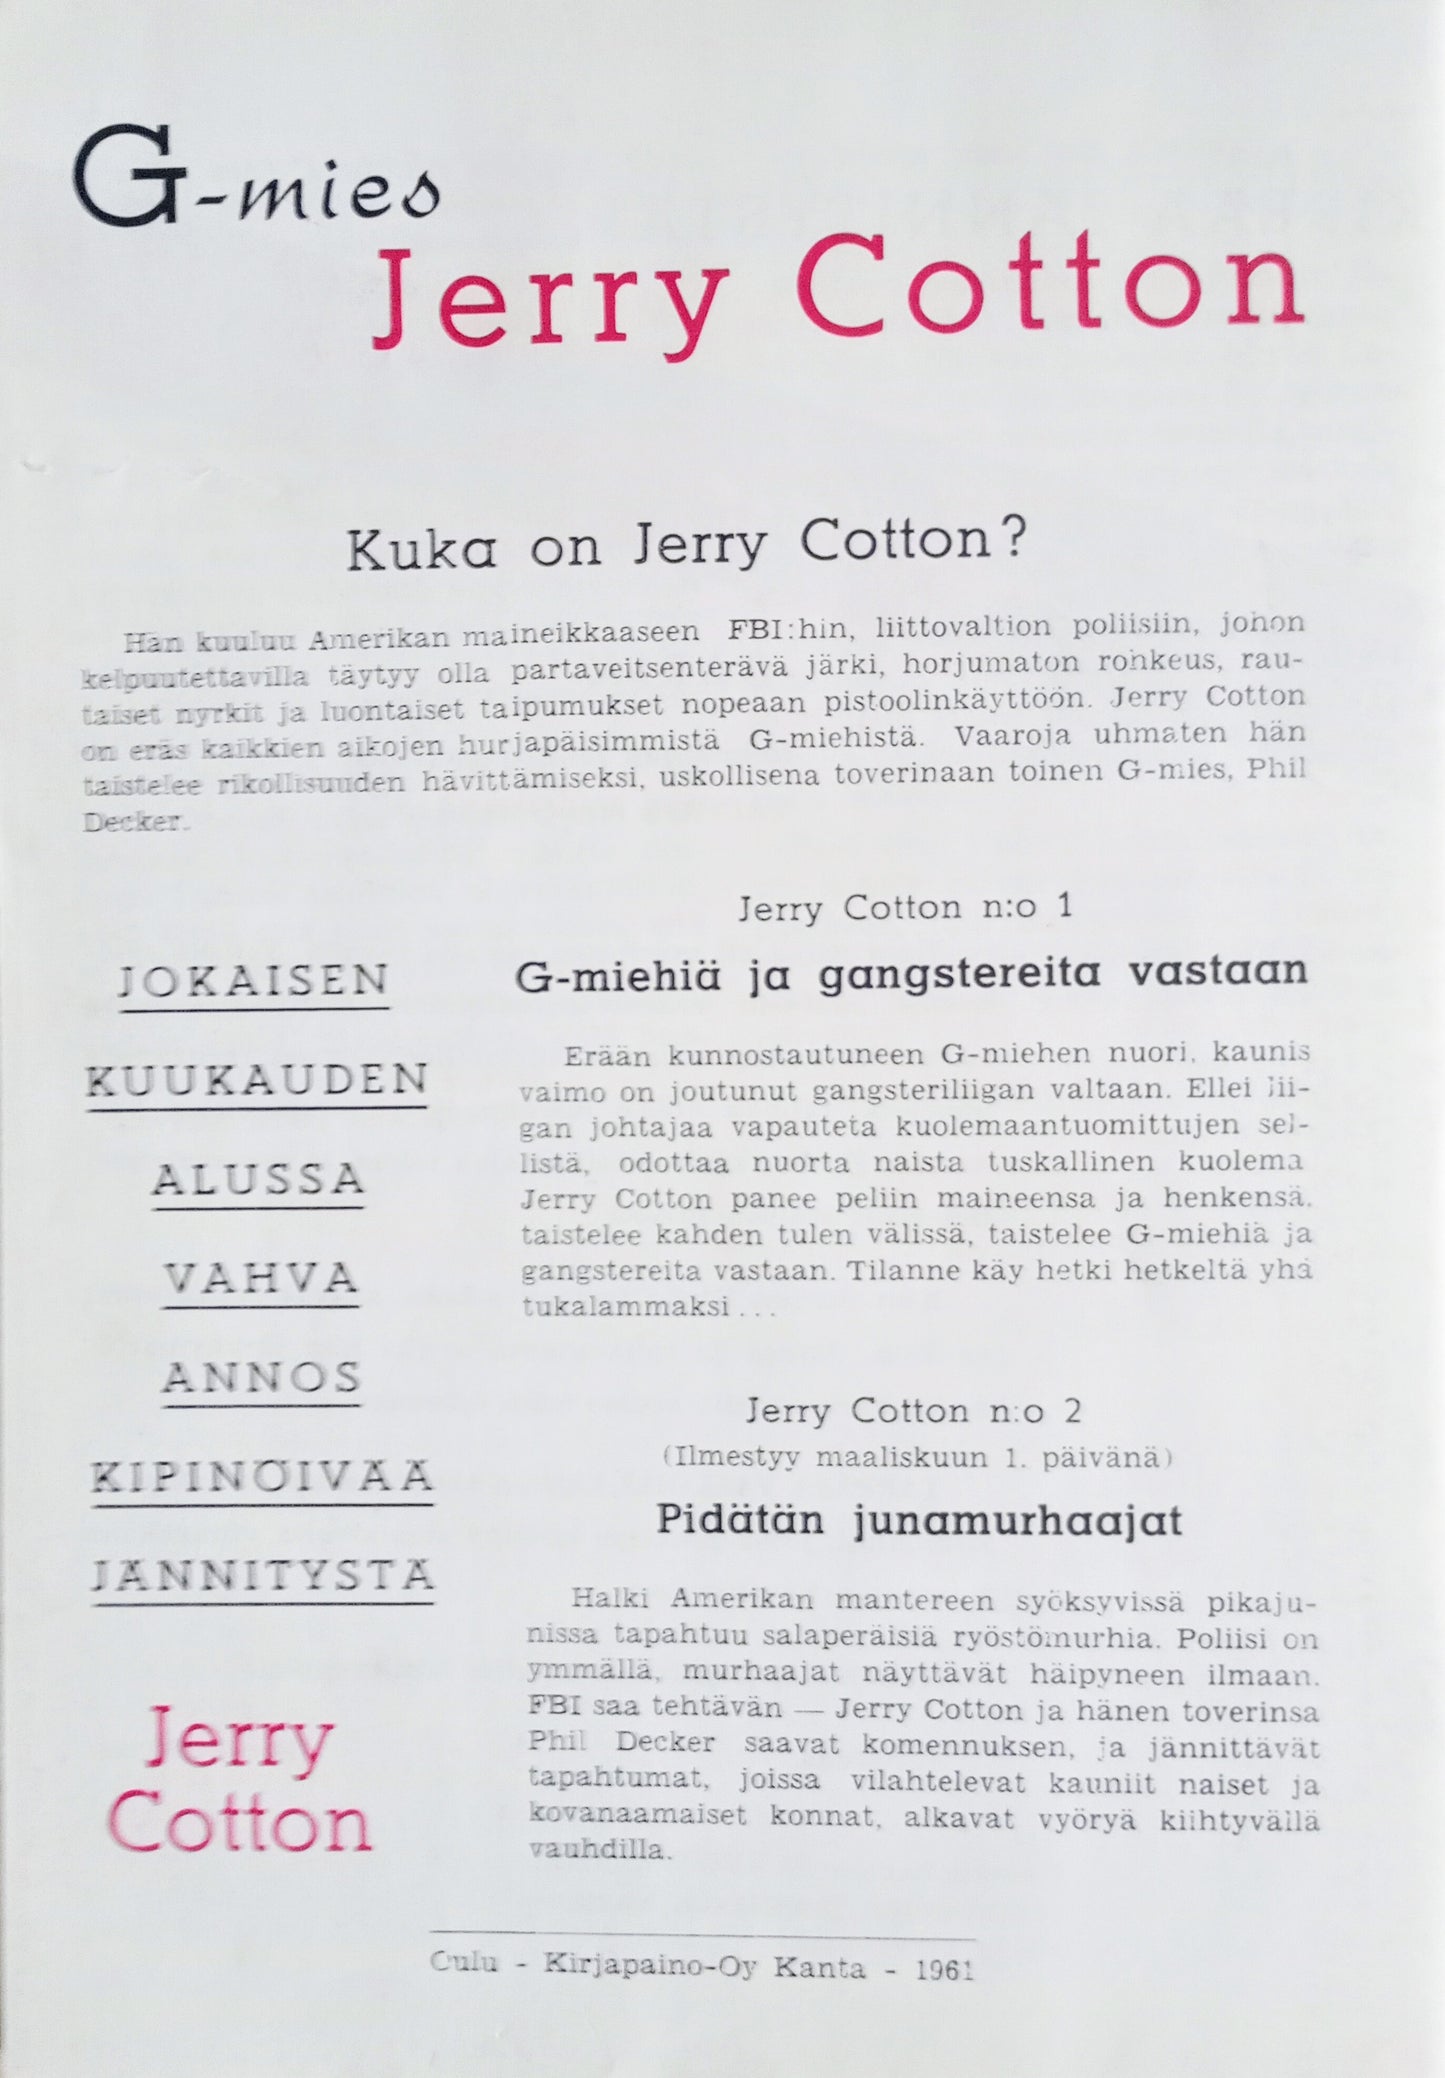 G-mies
Jerry Cotton
Kuka on Jerry Cotton?
Hän kuuluu Amerikan maineikkaaseen FBI:hin, liittovaltion poliisiin, johon
kelpuutettavilla täytyy olla partaveitsenterävä järki, horjumaton rohkeus, rau-
taiset nyrkit ja luontaiset taipumukset nopeaan pistoolinkäyttöön. Jerry Cotton
on eräs kaikkien aikojen hurjapäisimmistä G-miehistä. Vaaroja uhmaten hän
taistelee rikollisuuden hävittämiseksi, uskollisena toverinaan toinen G-mies, Phil
Decker.
JOKAISEN
KUUKAUDEN
ALUSSA
VAHVA
ANNOS
KIPINÖIVÄÄ
JÄNNITYSTÄ
Jerry
Cotton
Jerry Cotton n:o 1
G-miehiä ja gangstereita vastaan
Erään kunnostautuneen G-miehen nuori, kaunis
vaimo on joutunut gangsteriliigan valtaan. Ellei lii-
gan johtajaa vapauteta kuolemaantuomittujen sel-
listä, odottaa nuorta naista tuskallinen kuolema
Jerry Cotton panee peliin maineensa ja henkensä,
taistelee kahden tulen välissä, taistelee G-miehiä ja
gangstereita vastaan. Tilanne käy hetki hetkeltä yhä
tukalammaksi ...
Jerry Cotton n:o 2
(Ilmestyy maaliskuun 1. päivänä)
Pidätän junamurhaajat
Halki Amerikan mantereen syöksyvissä pikaju-
nissa tapahtuu salaperäisiä ryöstömurhia. Poliisi on
ymmällä, murhaajat näyttävät häipyneen ilmaan.
FBI saa tehtävän — Jerry Cotton ja hänen toverinsa
Phil Decker saavat komennuksen, ja jännittävät
tapahtumat, joissa vilahtelevat kauniit naiset ja
kovanaamaiset konnat, alkavat vyöryä kiihtyvällä
vauhdilla.
Oulu - Kirjapaino-Oy Kanta - 1961